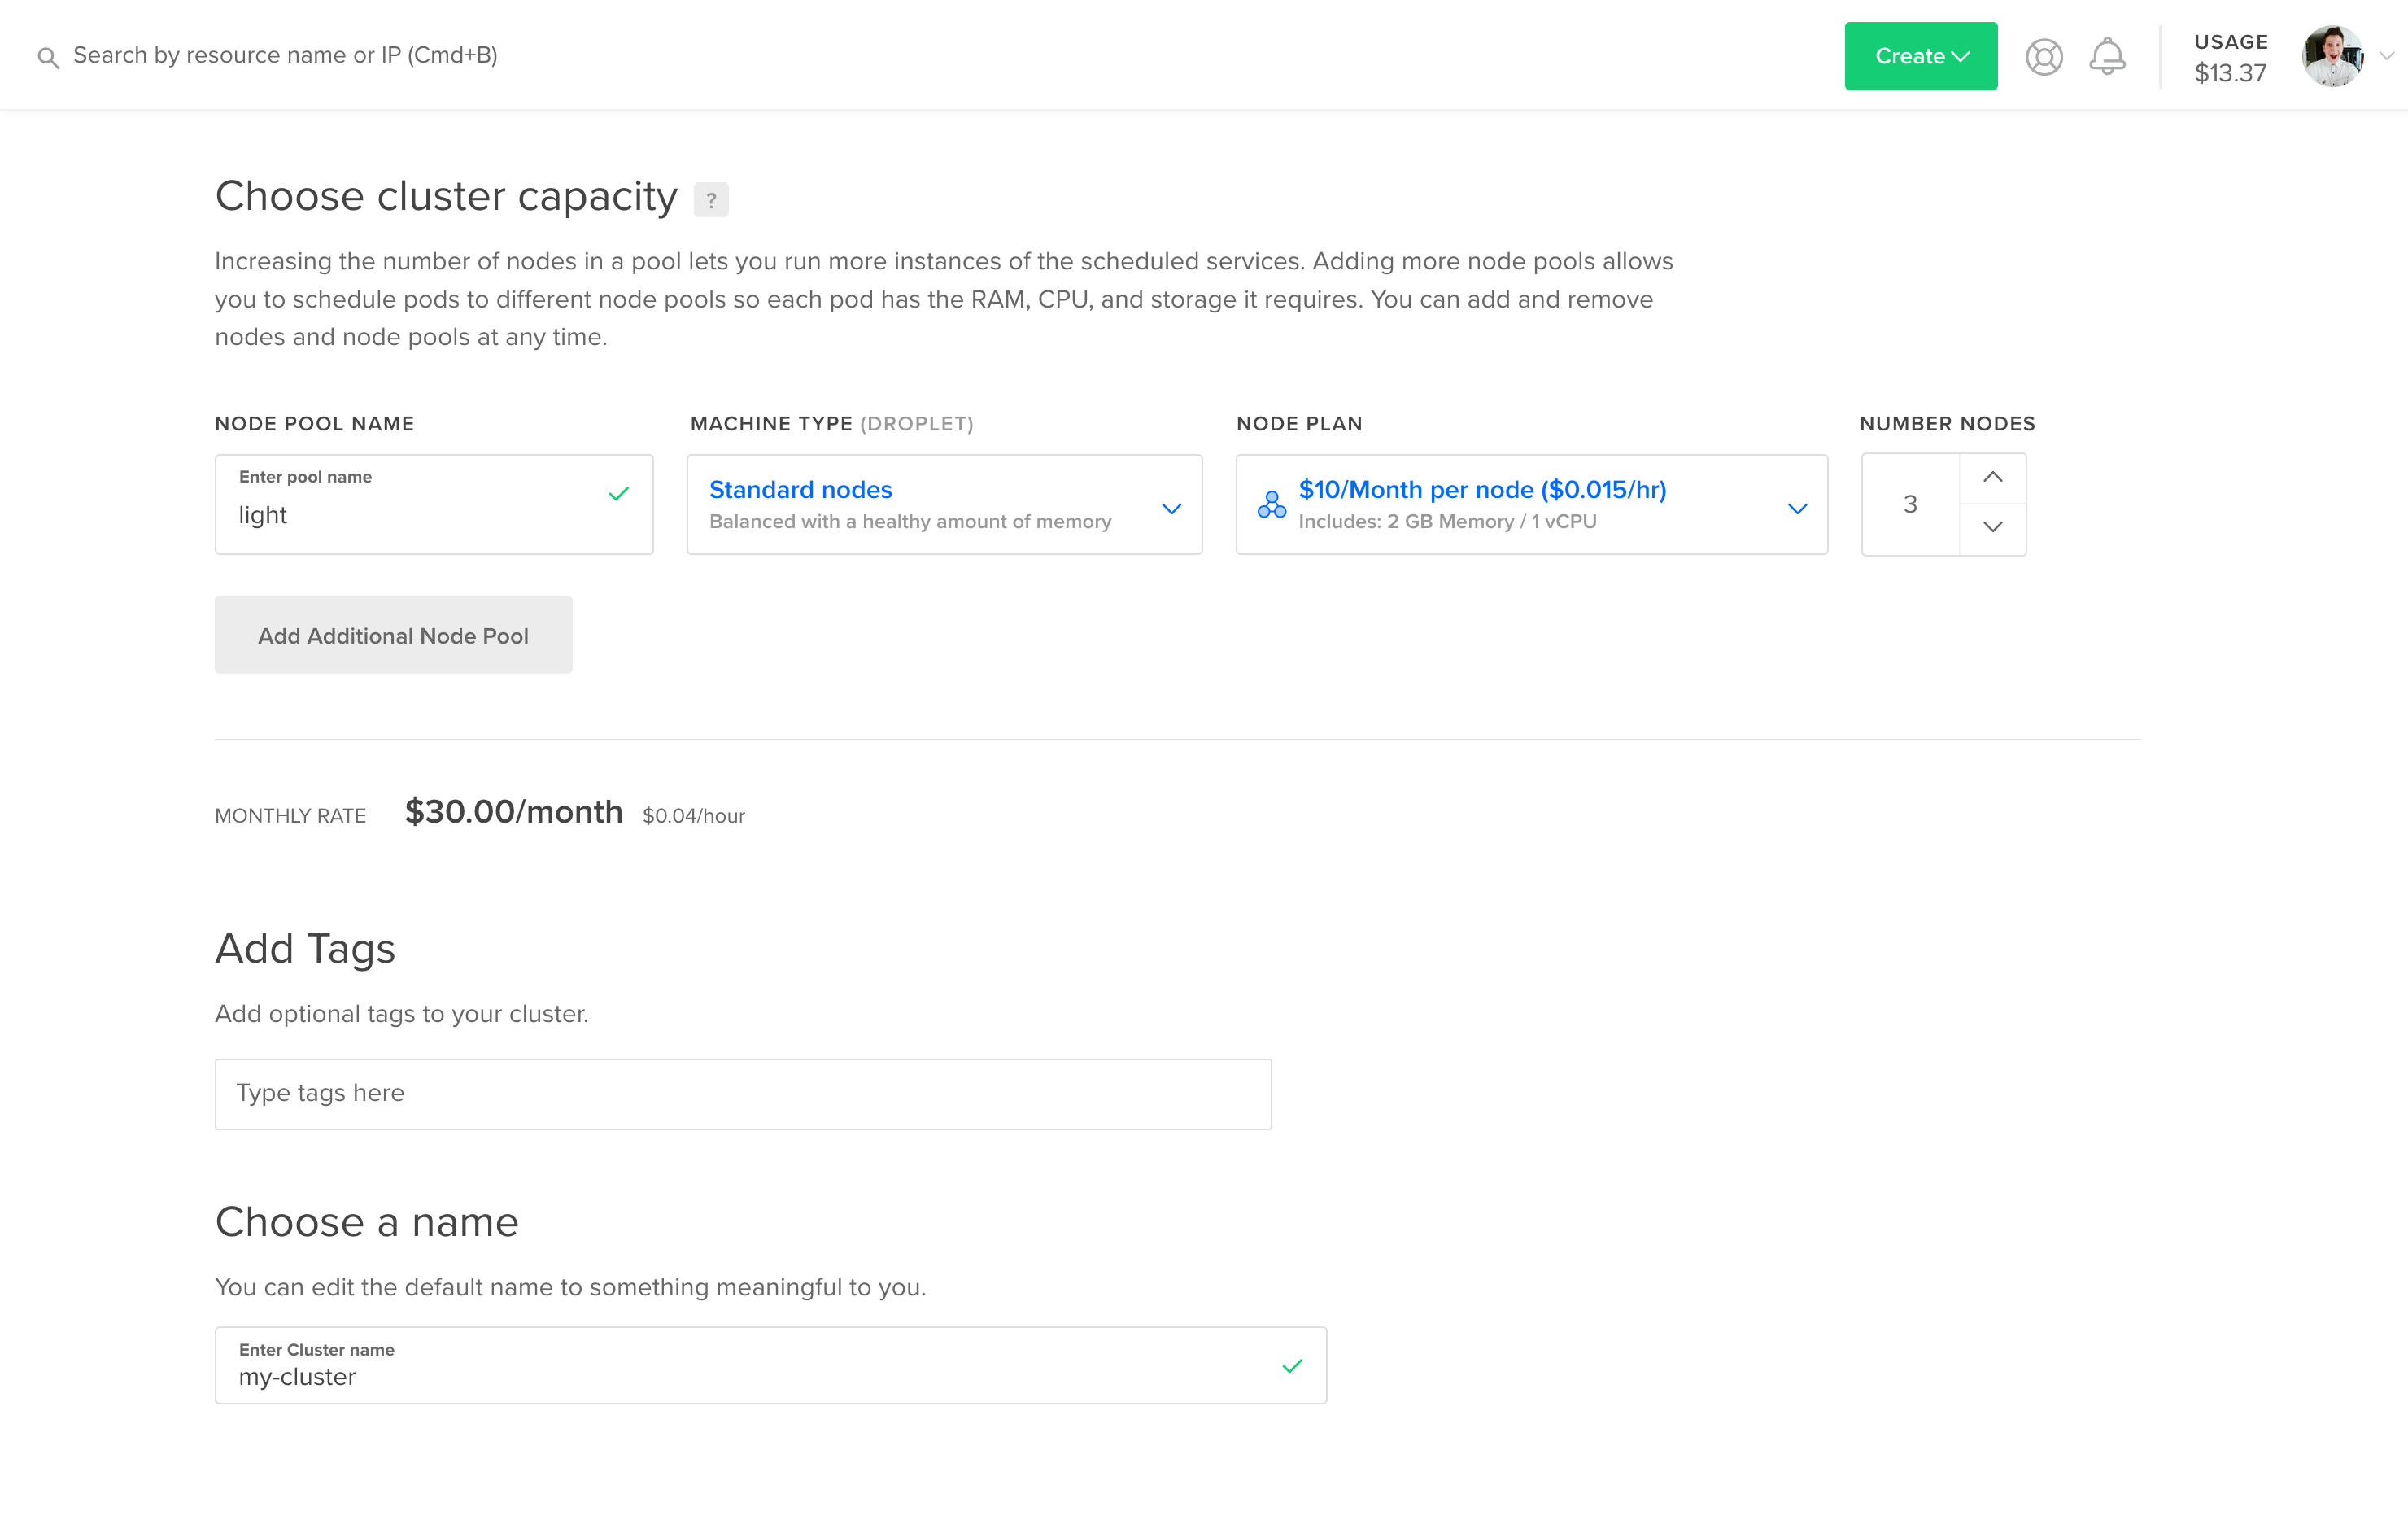 Search by resource name or IP (Cmd+B)
Create
USAGE
$13.37
Choose cluster capacity ?
Increasing the number of nodes in a pool lets you run more instances of the scheduled services. Adding more node pools allows
you to schedule pods to different node pools so each pod has the RAM, CPU, and storage it requires. You can add and remove
nodes and node pools at any time.
NODE POOL NAME
MACHINE TYPE (DROPLET)
NODE PLAN
NUMBER NODES
Enter pool name
light
Standard nodes
Balanced with a healthy amount of memory
$10/Month per node ($0.015/hr)
Includes: 2 GB Memory / 1 vCPU
3
Add Additional Node Pool
MONTHLY RATE $30.00/month $0.04/hour
Add Tags
Add optional tags to your cluster.
Type tags here
Choose a name
You can edit the default name to something meaningful to you.
Enter Cluster name
my-cluster